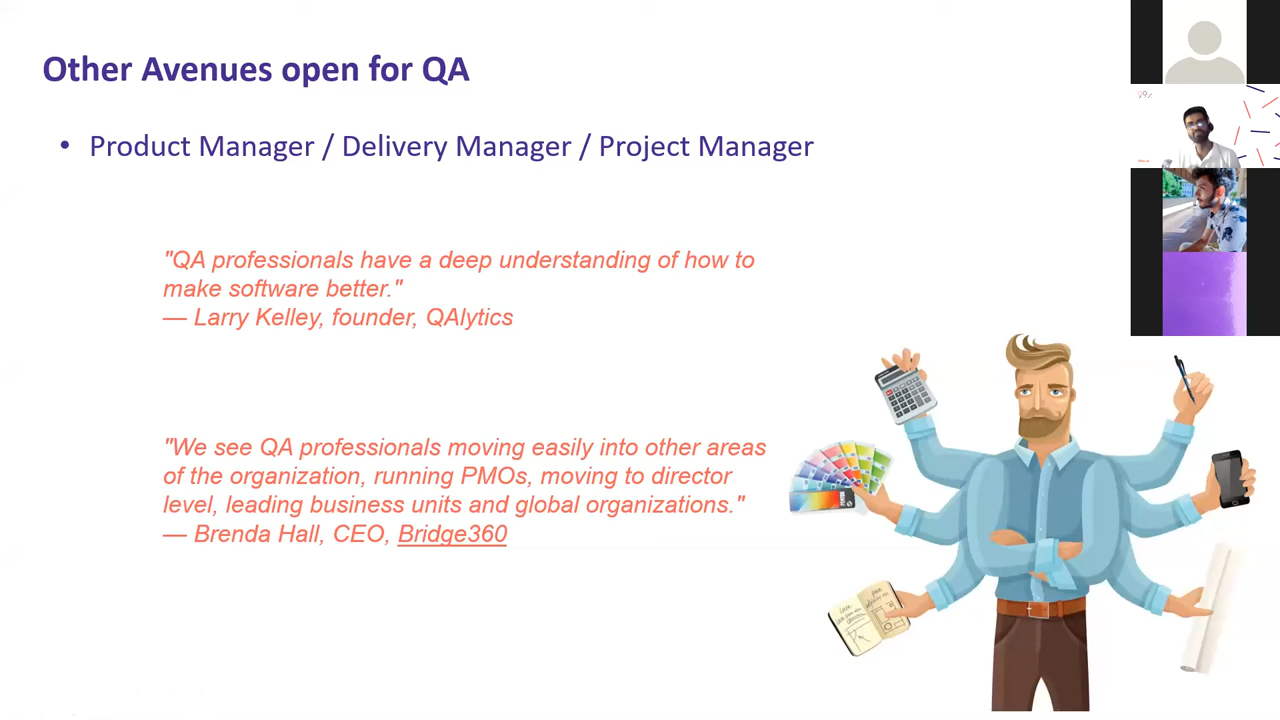 Other Avenues open for QA
• Product Manager / Delivery Manager / Project Manager
"QA professionals have a deep understanding of how to
make software better."
— Larry Kelley, founder, QAlytics
"We see QA professionals moving easily into other areas
of the organization, running PMOs, moving to director
level, leading business units and global organizations."
— Brenda Hall, CEO, Bridge360